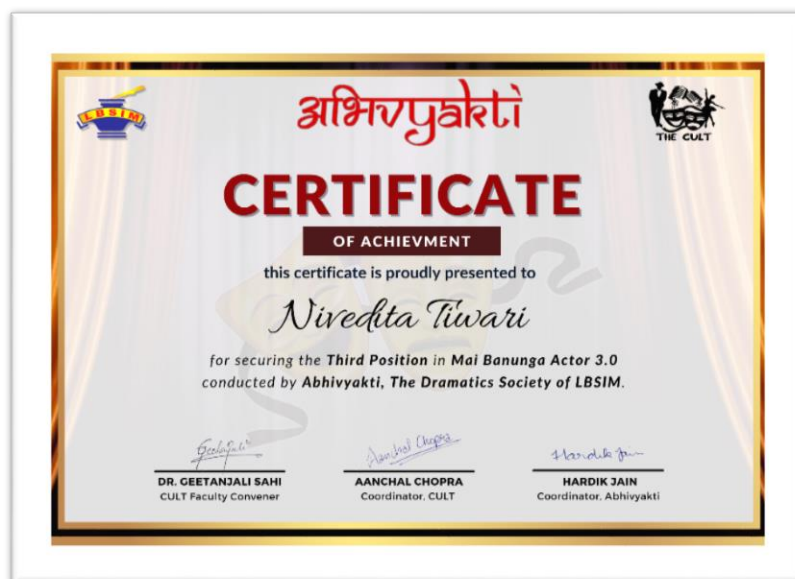 LBSIM
अभिvyakti
THE CULT
CERTIFICATE
OF ACHIEVMENT
this certificate is proudly presented to
Nivedita Tiwari
for securing the Third Position in Mai Banunga Actor 3.0
conducted by Abhivyakti, The Dramatics Society of LBSIM.
Geetanjali
Aanchal Chopra
Hardik Jain
DR. GEETANJALI SAHI
AANCHAL CHOPRA
HARDIK JAIN
CULT Faculty Convener
Coordinator, CULT
Coordinator, Abhivyakti